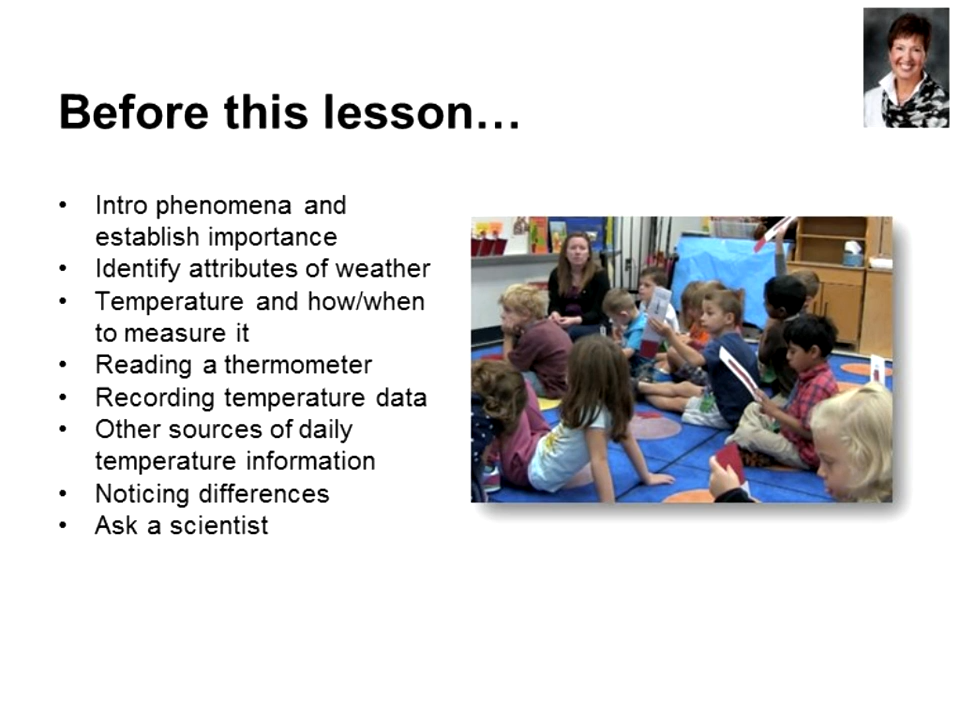 Before this lesson…
• Intro phenomena and
establish importance
• Identify attributes of weather
• Temperature and how/when
to measure it
• Reading a thermometer
• Recording temperature data
• Other sources of daily
temperature information
• Noticing differences
• Ask a scientist